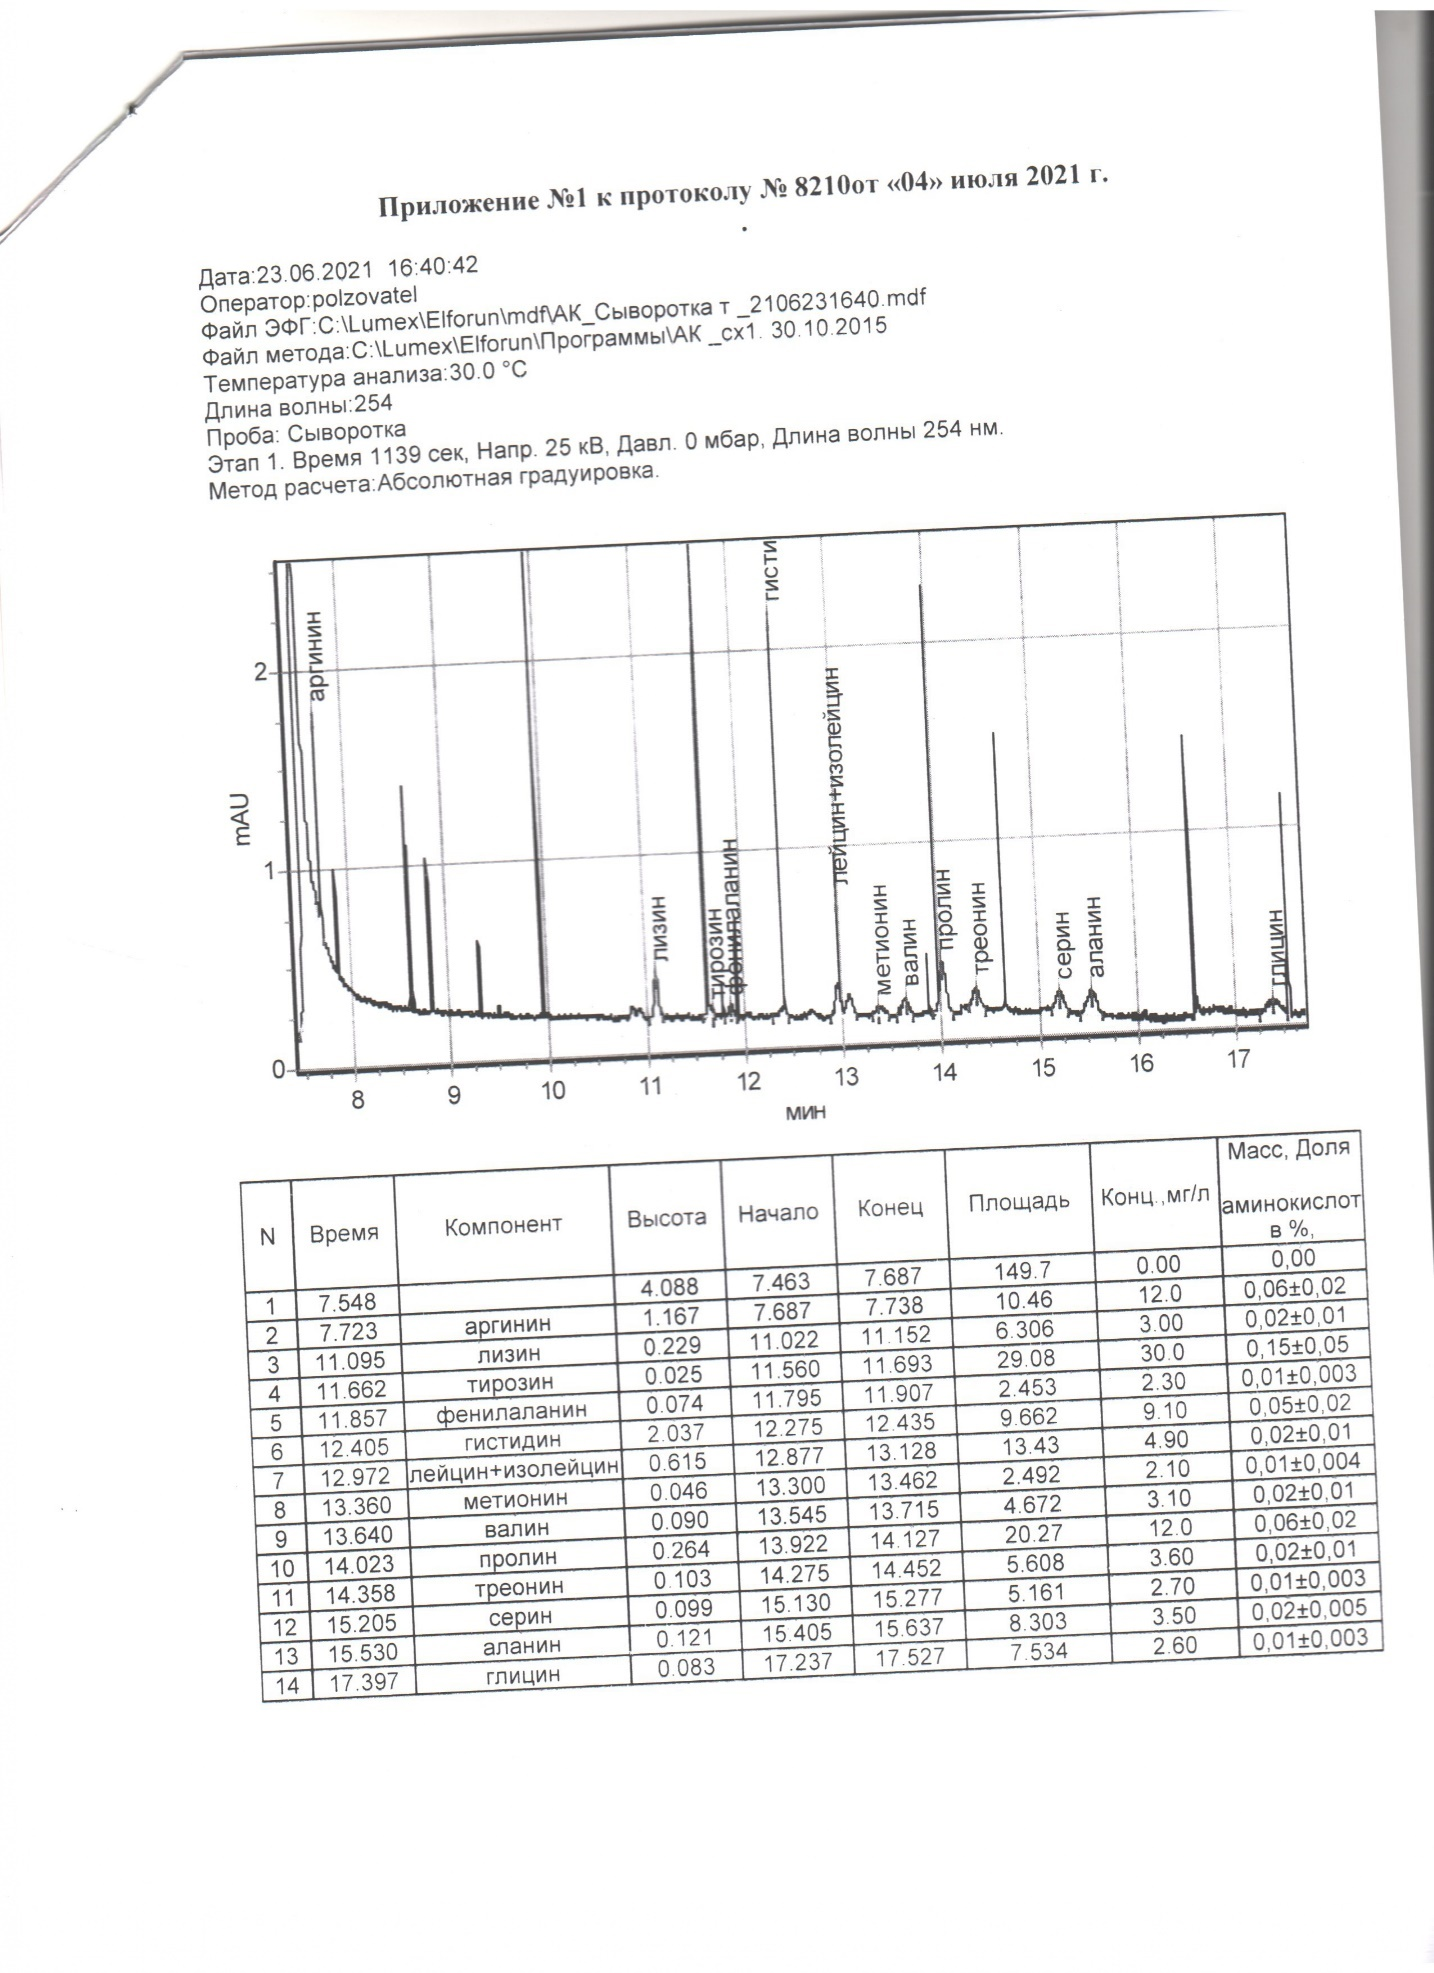 Приложение №1 к протоколу № 8210от «04» июля 2021 г.
Дата:23.06.2021 16:40:42
Оператор:polzovatel
Файл ЭФГ:C:\Lumex\Elforun\mdf\АК_Сыворотка т _2106231640.mdf
Файл метода:C:\Lumex\Elforun\Программы\АК _сх1. 30.10.2015
Температура анализа:30.0 °C
Длина волны:254
Проба: Сыворотка
Этап 1. Время 1139 сек, Напр. 25 кВ, Давл. 0 мбар, Длина волны 254 нм.
Метод расчета:Абсолютная градуировка.
mAU
2
1
0
аргинин
лизин
тирозин
фенилаланин
гисти
лейцин+изолейцин
метионин
валин
пролин
треонин
серин
аланин
глицин
8 9 10 11 12 13 14 15 16 17
мин
N Время Компонент Высота Начало Конец Площадь Конц.,мг/л Масс, Доля аминокислот в %,
1 7.548 4.088 7.463 7.687 149.7 0.00 0,00
2 7.723 аргинин 1.167 7.687 7.738 10.46 12.0 0,06±0,02
3 11.095 лизин 0.229 11.022 11.152 6.306 3.00 0,02±0,01
4 11.662 тирозин 0.025 11.560 11.693 29.08 30.0 0,15±0,05
5 11.857 фенилаланин 0.074 11.795 11.907 2.453 2.30 0,01±0,003
6 12.405 гистидин 2.037 12.275 12.435 9.662 9.10 0,05±0,02
7 12.972 лейцин+изолейцин 0.615 12.877 13.128 13.43 4.90 0,02±0,01
8 13.360 метионин 0.046 13.300 13.462 2.492 2.10 0,01±0,004
9 13.640 валин 0.090 13.545 13.715 4.672 3.10 0,02±0,01
10 14.023 пролин 0.264 13.922 14.127 20.27 12.0 0,06±0,02
11 14.358 треонин 0.103 14.275 14.452 5.608 3.60 0,02±0,01
12 15.205 серин 0.099 15.130 15.277 5.161 2.70 0,01±0,003
13 15.530 аланин 0.121 15.405 15.637 8.303 3.50 0,02±0,005
14 17.397 глицин 0.083 17.237 17.527 7.534 2.60 0,01±0,003